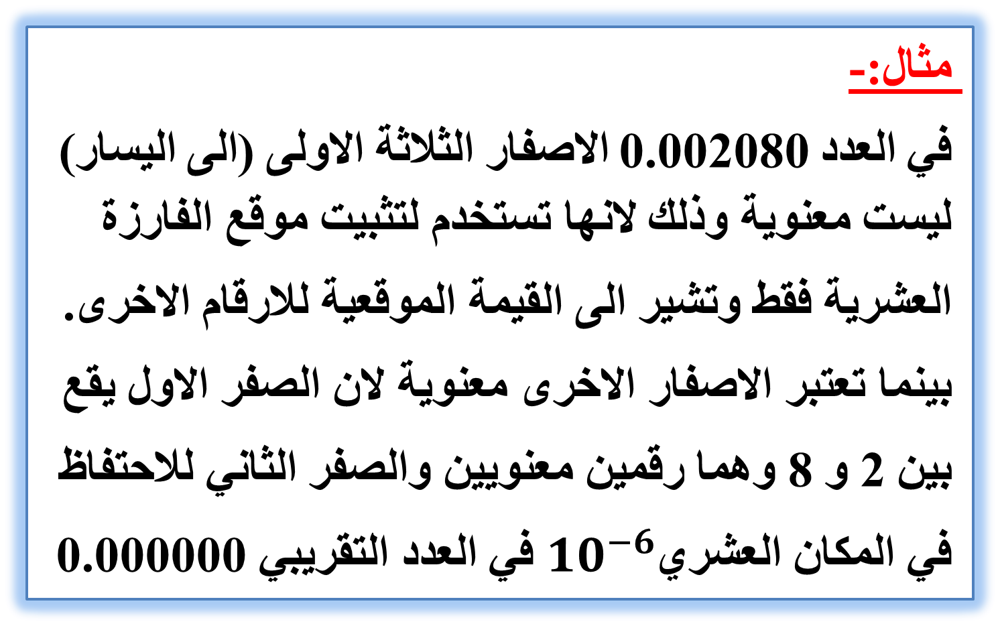 مثال:-
في العدد 0.002080 الاصفار الثلاثة الاولى (الى اليسار)
ليست معنوية وذلك لانها تستخدم لتثبيت موقع الفارزة
العشرية فقط وتشير الى القيمة الموقعية للارقام الاخرى.
بينما تعتبر الاصفار الاخرى معنوية لان الصفر الاول يقع
بين 2 و 8 وهما رقمين معنويين والصفر الثاني للاحتفاظ
في المكان العشري 10⁻⁶ في العدد التقريبي 0.000000